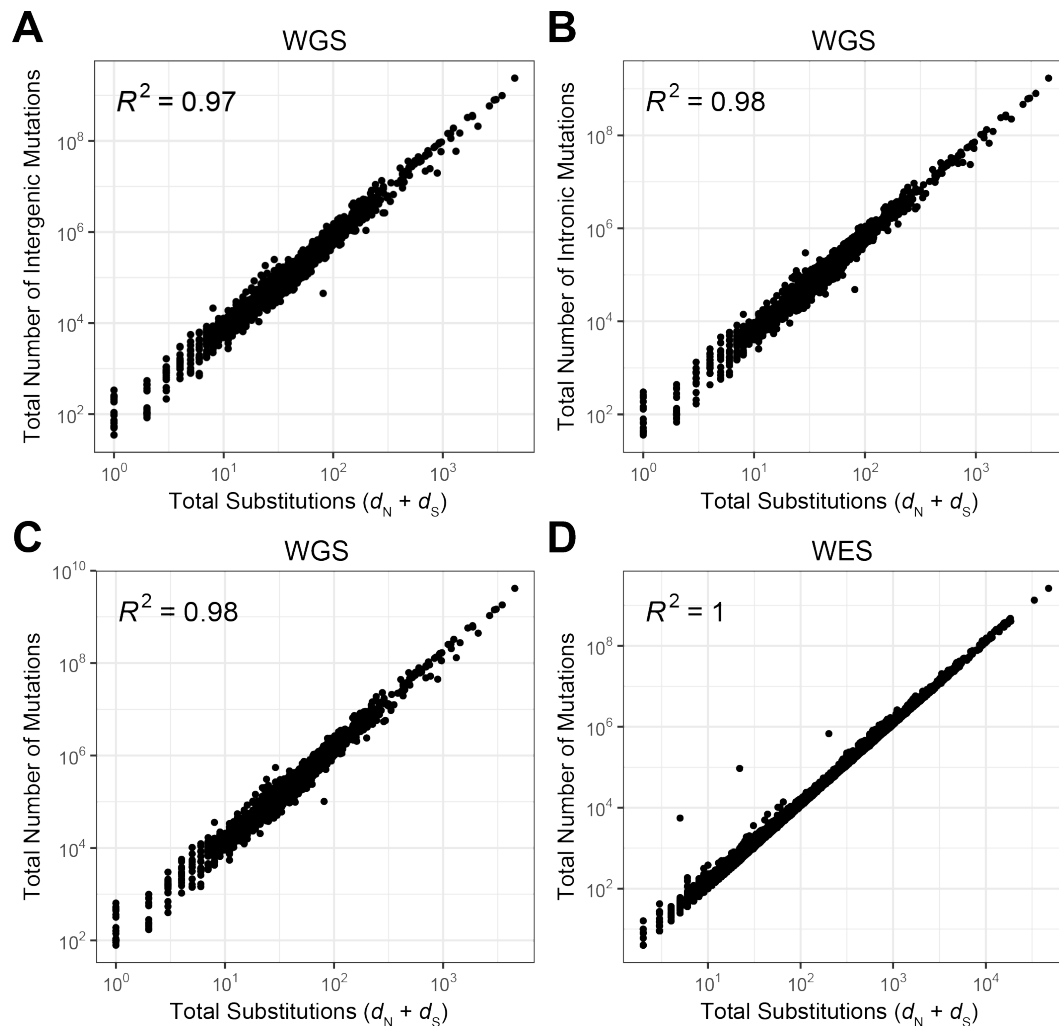 A
WGS
R² = 0.97
Total Number of Intergenic Mutations
10⁸
10⁶
10⁴
10²
10⁰ 10¹ 10² 10³
Total Substitutions (dN + dS)
B
WGS
R² = 0.98
Total Number of Intronic Mutations
10⁸
10⁶
10⁴
10²
10⁰ 10¹ 10² 10³
Total Substitutions (dN + dS)
C
WGS
R² = 0.98
Total Number of Mutations
10¹⁰
10⁸
10⁶
10⁴
10²
10⁰ 10¹ 10² 10³
Total Substitutions (dN + dS)
D
WES
R² = 1
Total Number of Mutations
10⁸
10⁶
10⁴
10²
10¹ 10² 10³ 10⁴
Total Substitutions (dN + dS)